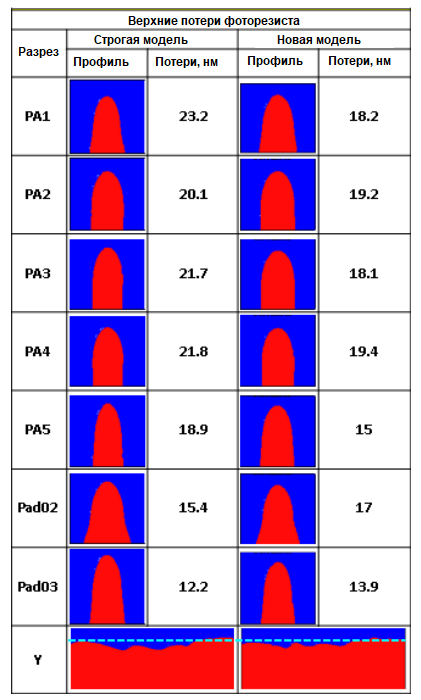 Верхние потери фоторезиста
Разрез Строгая модель Новая модель
Профиль Потери, нм Профиль Потери, нм
PA1 23.2 18.2
PA2 20.1 19.2
PA3 21.7 18.1
PA4 21.8 19.4
PA5 18.9 15
Pad02 15.4 17
Pad03 12.2 13.9
Y